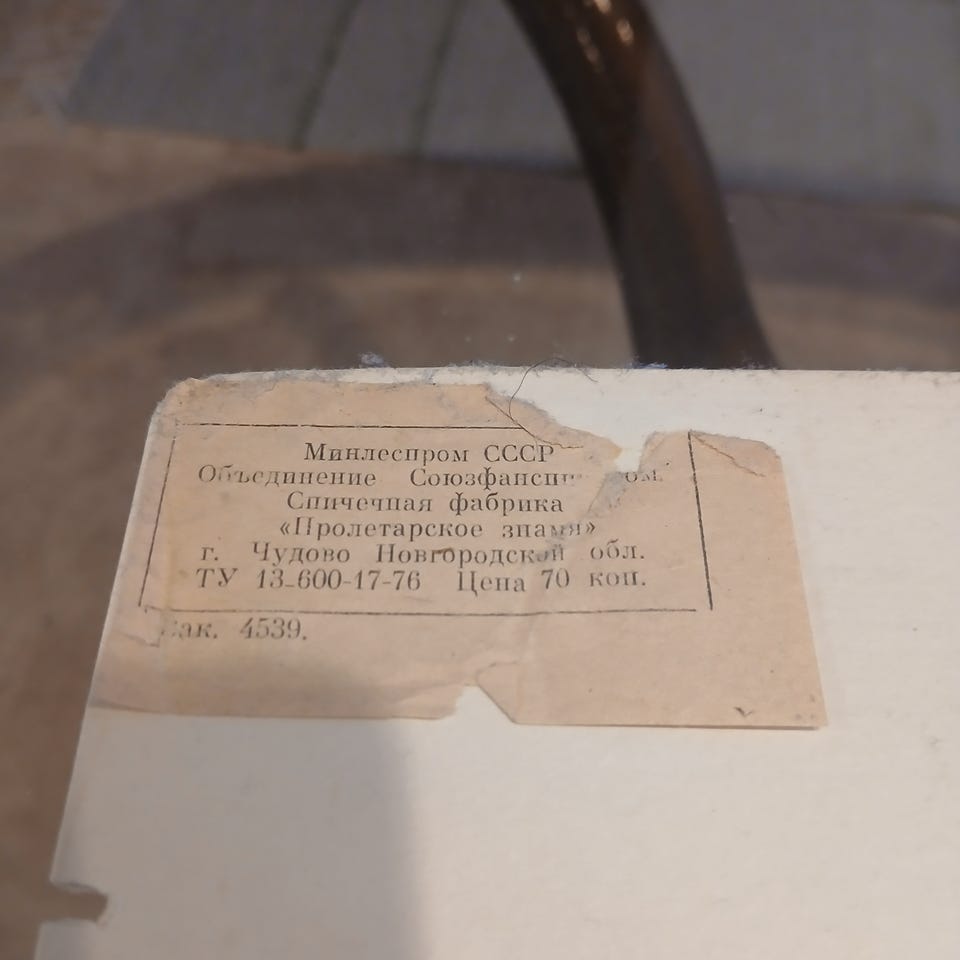 Минлеспром СССР
Объединение
Спичечная фабрика
«Пролетарское знамя»
г. Чудово Новгородской обл.
ТУ 13-600-17-76 Цена 70 коп.
Зак. 4539.